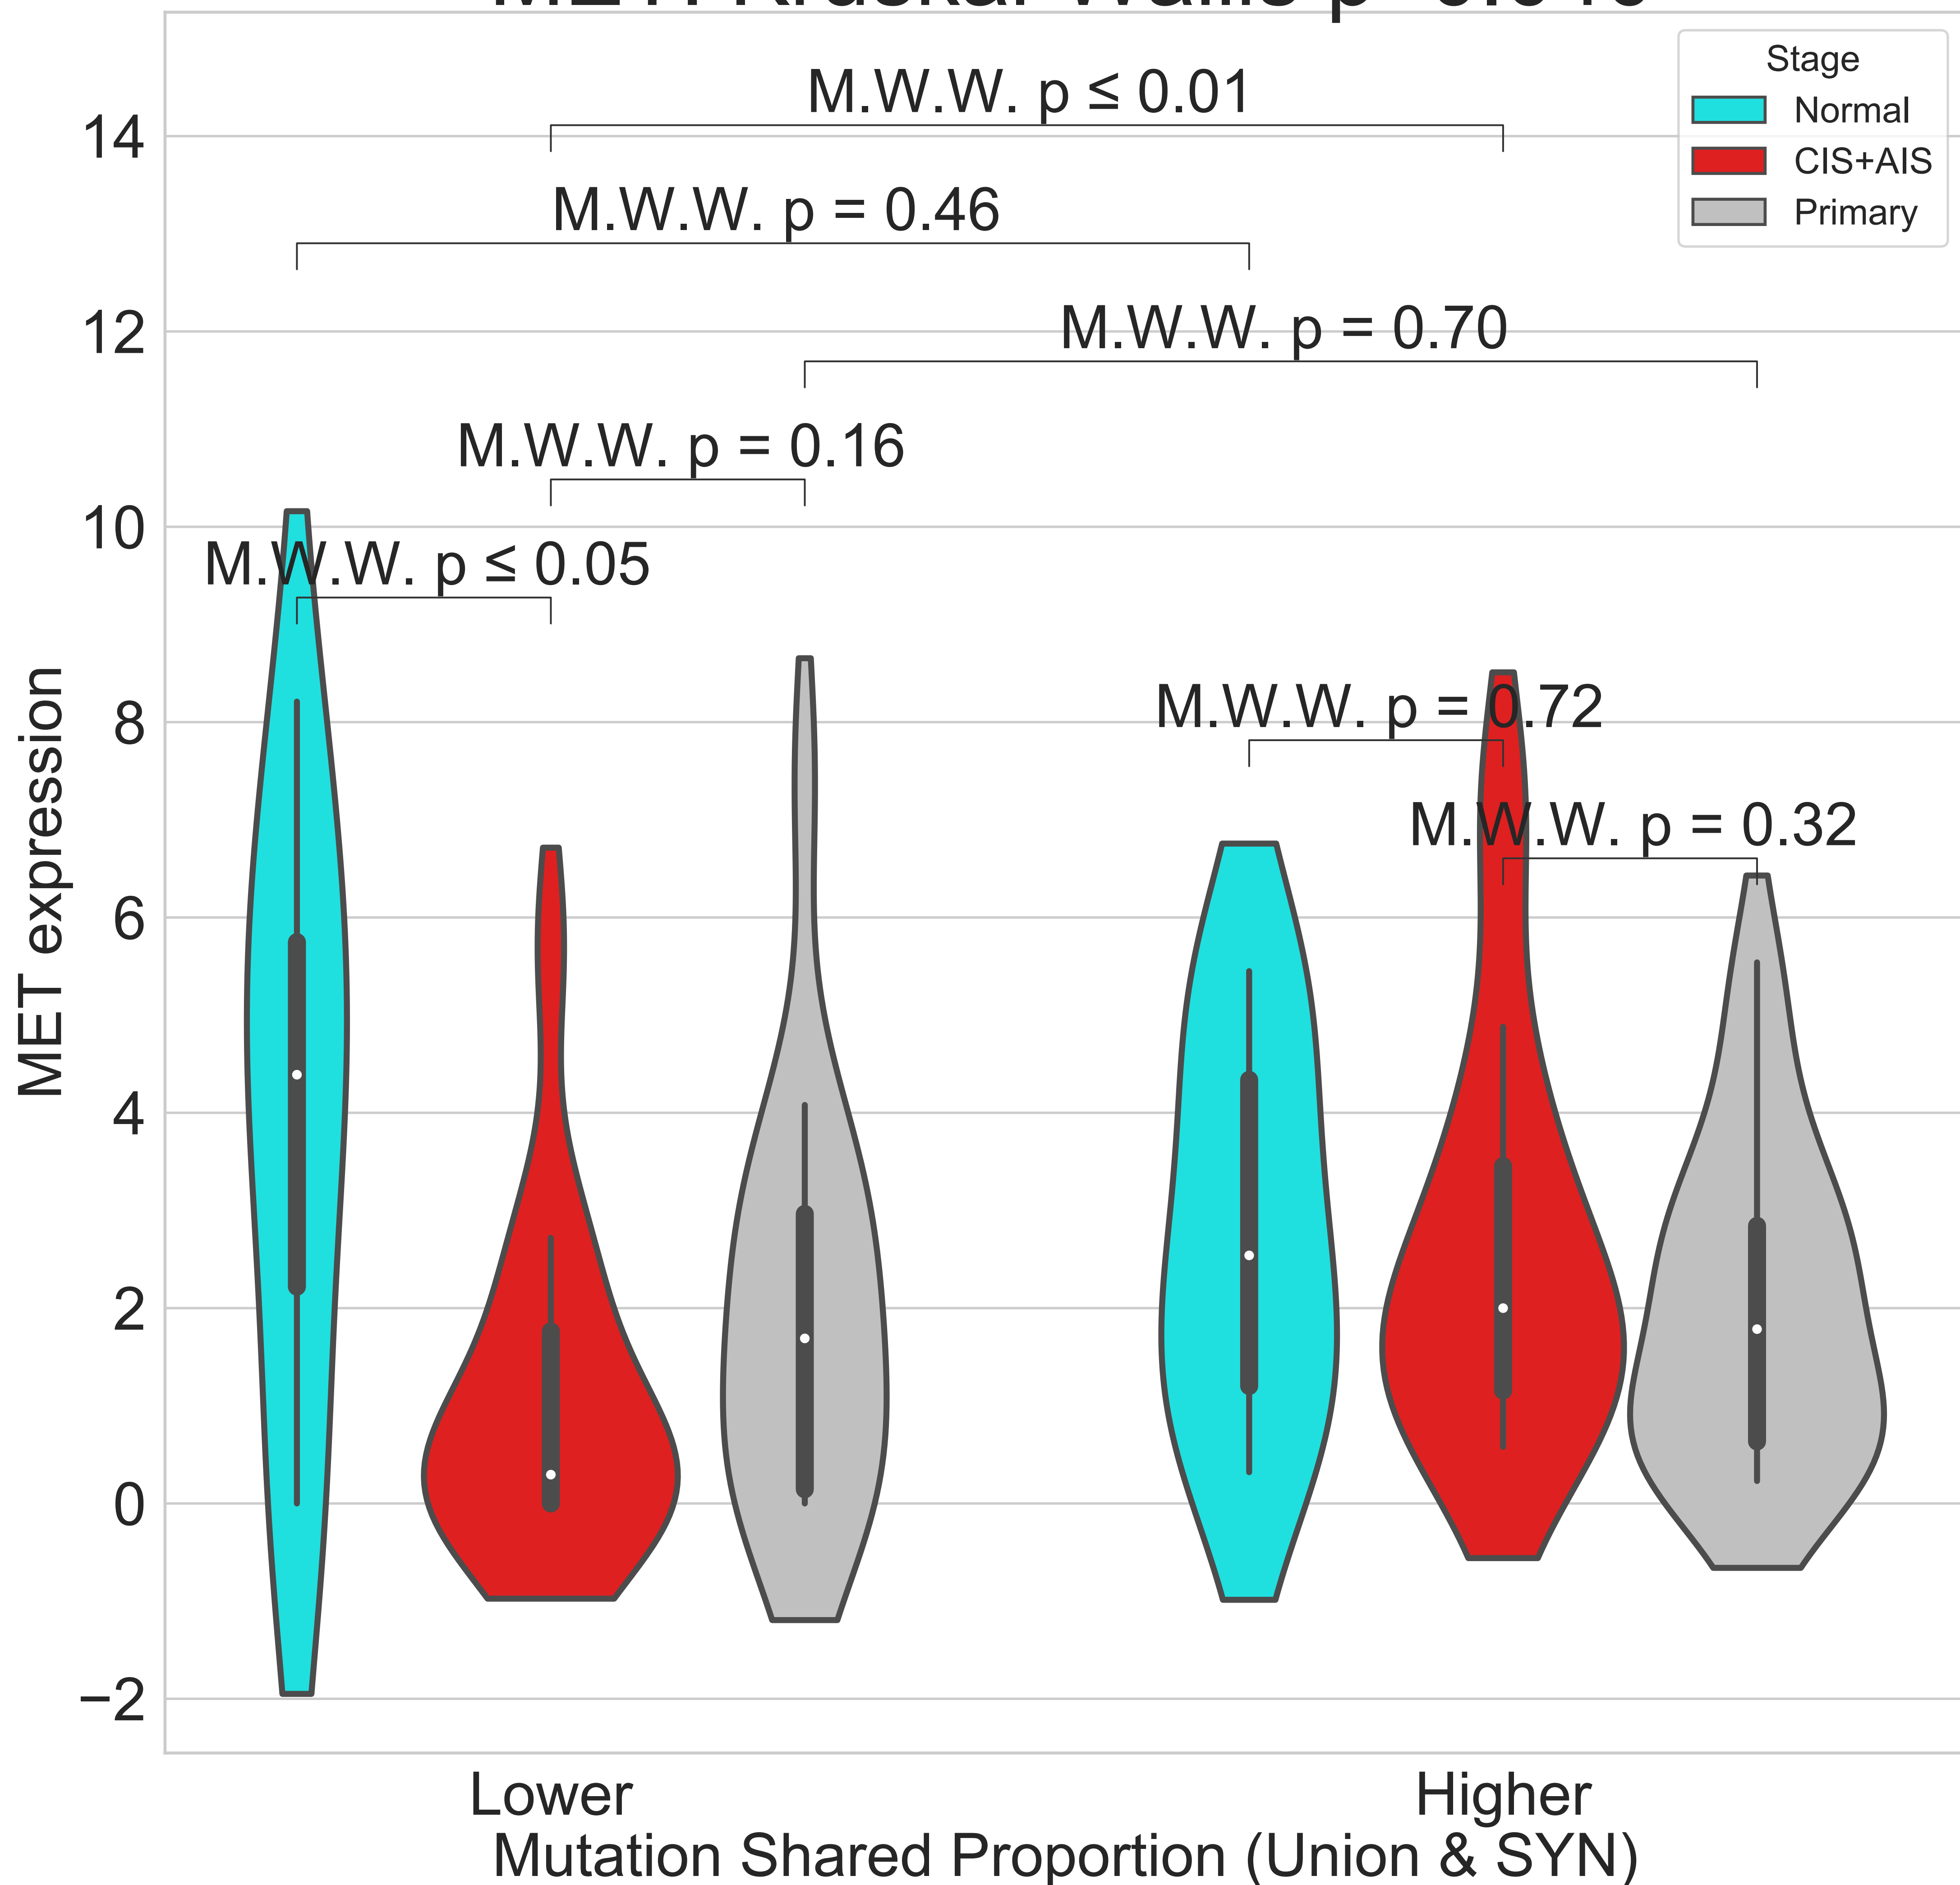 Stage
Normal
CIS+AIS
Primary
M.W.W. p ≤ 0.01
M.W.W. p = 0.46
M.W.W. p = 0.70
M.W.W. p = 0.16
M.W.W. p ≤ 0.05
M.W.W. p = 0.72
M.W.W. p = 0.32
14
12
10
8
6
4
2
0
−2
MET expression
Lower
Higher
Mutation Shared Proportion (Union & SYN)